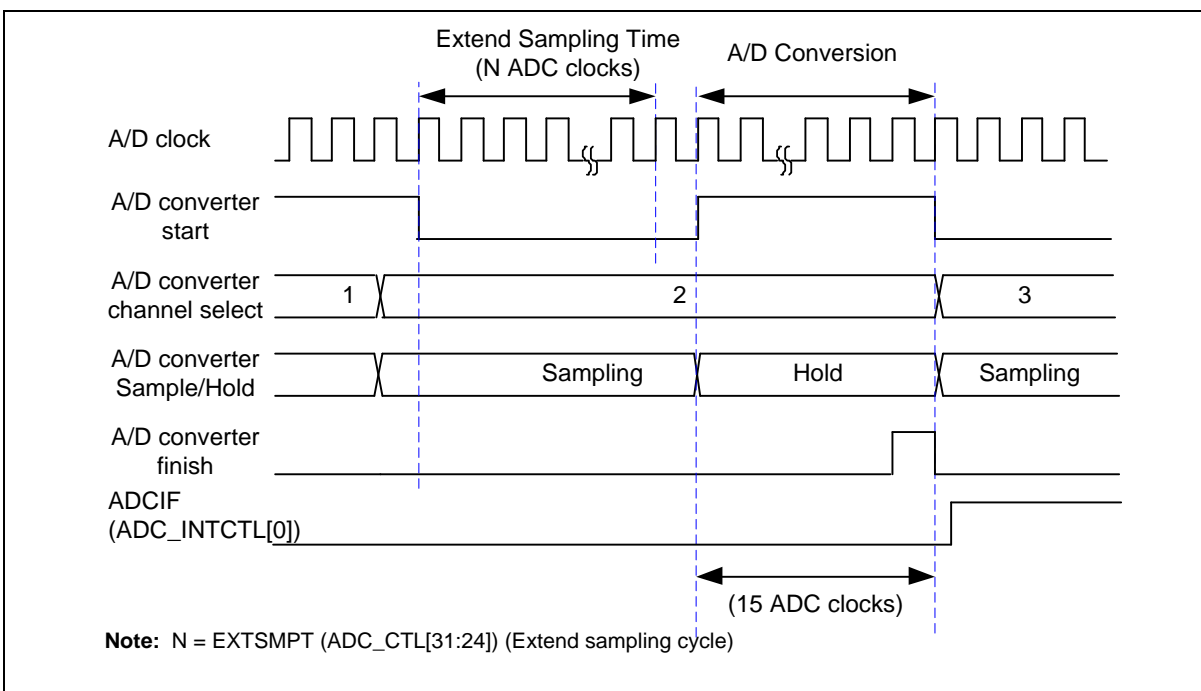 Extend Sampling Time
(N ADC clocks)
A/D Conversion
A/D clock
A/D converter
start
A/D converter
channel select
1
2
3
A/D converter
Sample/Hold
Sampling
Hold
Sampling
A/D converter
finish
ADCIF
(ADC_INTCTL[0])
(15 ADC clocks)
Note: N = EXTSMPT (ADC_CTL[31:24]) (Extend sampling cycle)